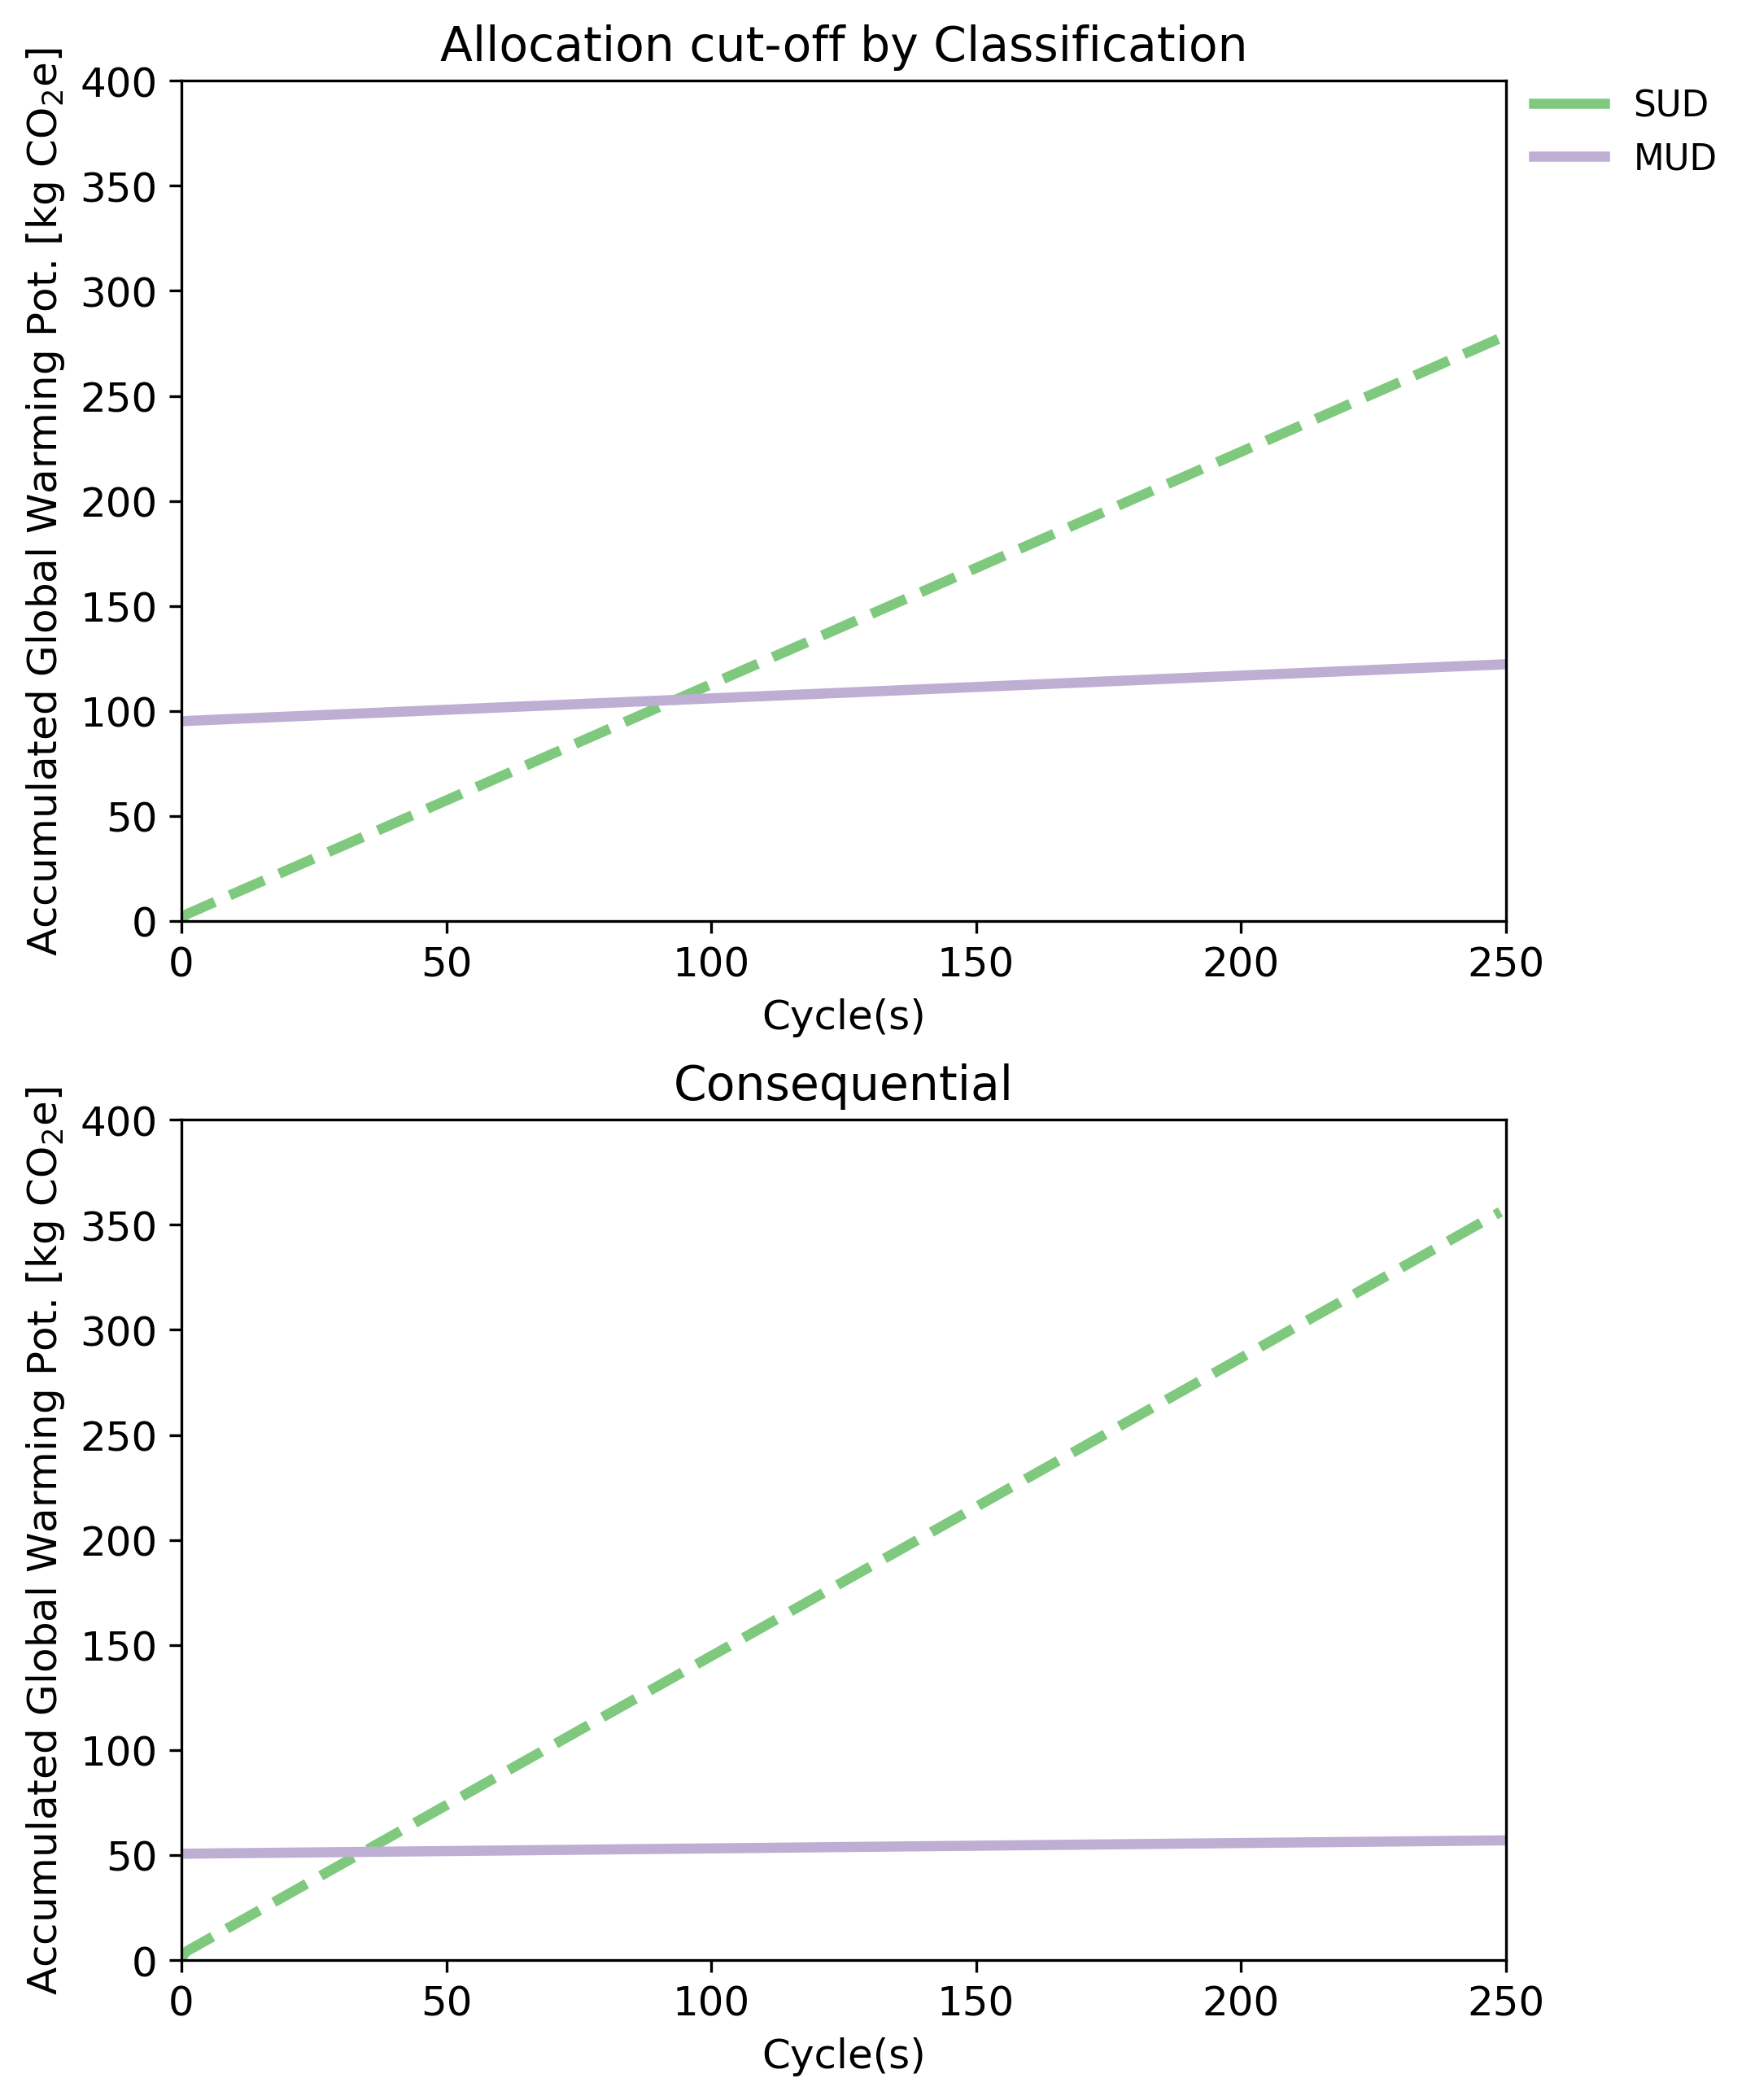 Allocation cut-off by Classification
Accumulated Global Warming Pot. [kg CO₂e]
400
350
300
250
200
150
100
50
0
0 50 100 150 200 250
Cycle(s)
SUD
MUD
Consequential
Accumulated Global Warming Pot. [kg CO₂e]
400
350
300
250
200
150
100
50
0
0 50 100 150 200 250
Cycle(s)